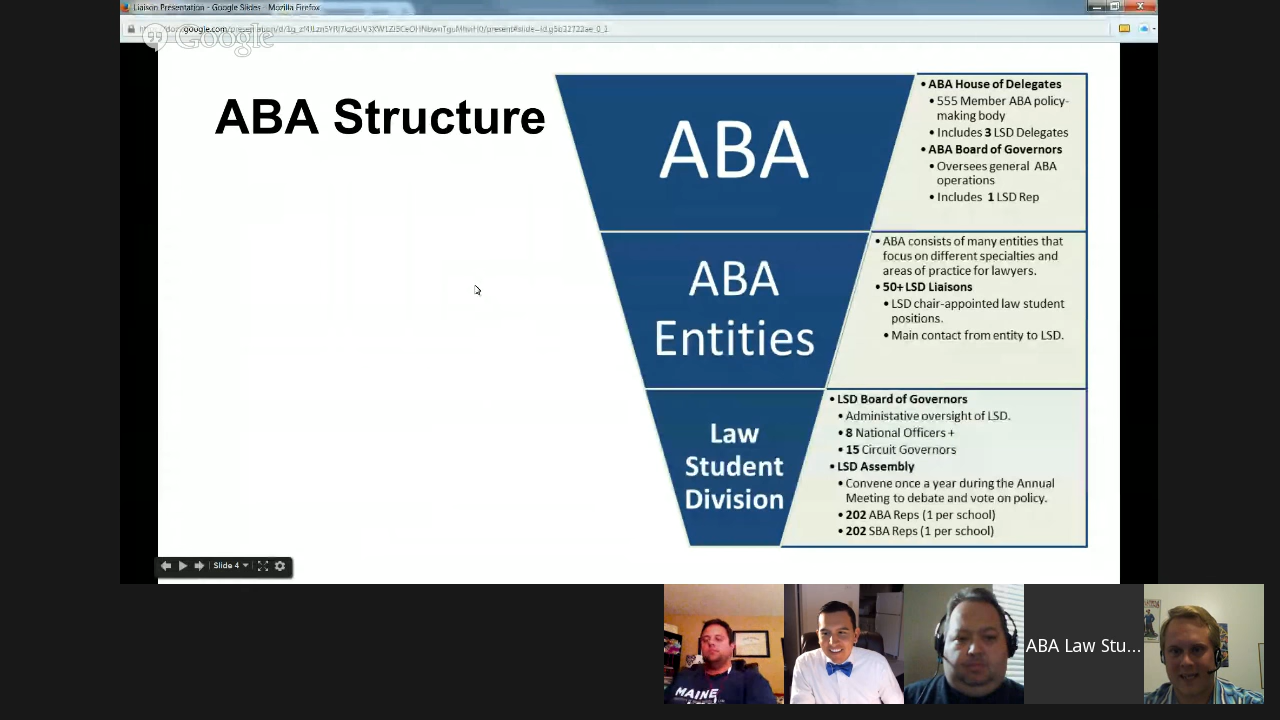 Liaison Presentation - Google Slides - Mozilla Firefox
Google
ABA Structure
ABA
• ABA House of Delegates
• 555 Member ABA policy-
making body
• Includes 3 LSD Delegates
• ABA Board of Governors
• Oversees general ABA
operations
• Includes 1 LSD Rep
ABA
Entities
• ABA consists of many entities that
focus on different specialties and
areas of practice for lawyers.
• 50+ LSD Liaisons
• LSD chair-appointed law student
positions.
• Main contact from entity to LSD.
Law
Student
Division
• LSD Board of Governors
• Administative oversight of LSD.
• 8 National Officers +
• 15 Circuit Governors
• LSD Assembly
• Convene once a year during the Annual
Meeting to debate and vote on policy.
• 202 ABA Reps (1 per school)
• 202 SBA Reps (1 per school)
Slide 4
MAINE
ABA Law Stu...